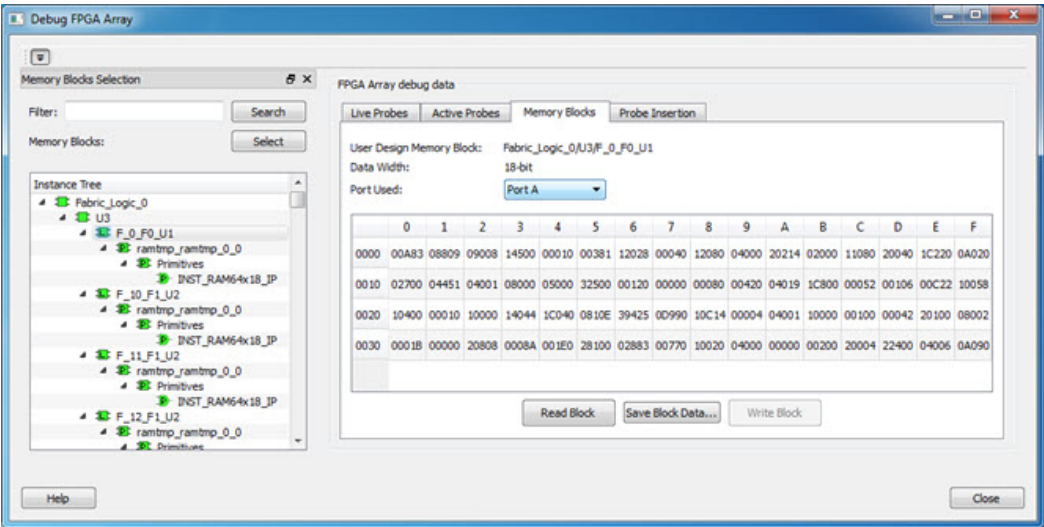 Debug FPGA Array
Memory Blocks Selection
Filter:
Search
Memory Blocks:
Select
Instance Tree
Fabric_Logic_0
U3
F_0_F0_U1
ramtmp_ramtmp_0_0
Primitives
INST_RAM64x18_IP
F_10_F1_U2
ramtmp_ramtmp_0_0
Primitives
INST_RAM64x18_IP
F_11_F1_U2
ramtmp_ramtmp_0_0
Primitives
INST_RAM64x18_IP
F_12_F1_U2
ramtmp_ramtmp_0_0
Primitives
FPGA Array debug data
Live Probes Active Probes Memory Blocks Probe Insertion
User Design Memory Block: Fabric_Logic_0/U3/F_0_F0_U1
Data Width: 18-bit
Port Used: Port A
0 1 2 3 4 5 6 7 8 9 A B C D E F
0000 00A83 08809 09008 14500 00010 00381 12028 00040 12080 04000 20214 02000 11080 20040 1C220 0A020
0010 02700 04451 04001 08000 05000 32500 00120 00000 00080 00420 04019 1C800 00052 00106 00C22 10058
0020 10400 00010 10000 14044 1C040 0810E 39425 0D990 10C14 00004 04001 10000 00100 00042 20100 08002
0030 0001B 00000 20808 0008A 001E0 28100 02883 00770 10020 04000 00000 00200 20004 22400 04006 0A090
Read Block Save Block Data... Write Block
Help
Close